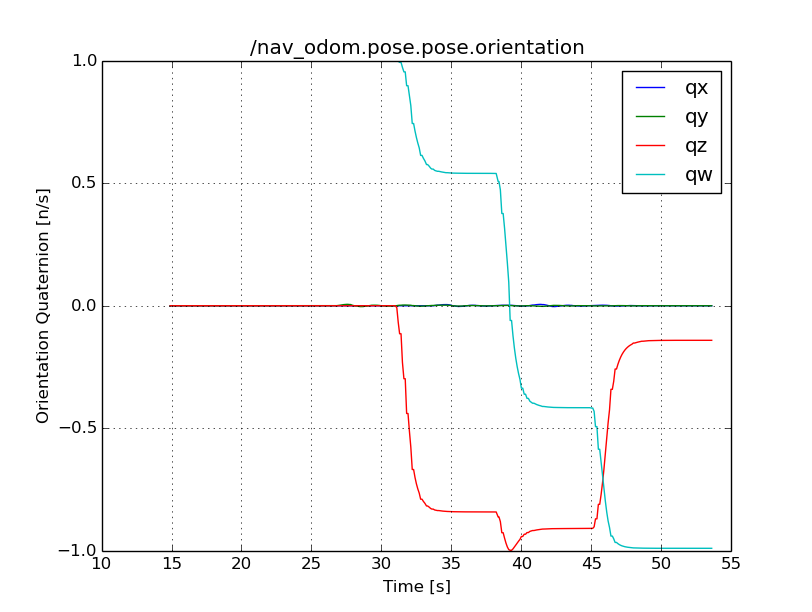 /nav_odom.pose.pose.orientation
1.0
0.5
0.0
−0.5
−1.0
Orientation Quaternion [n/s]
qx
qy
qz
qw
10 15 20 25 30 35 40 45 50 55
Time [s]